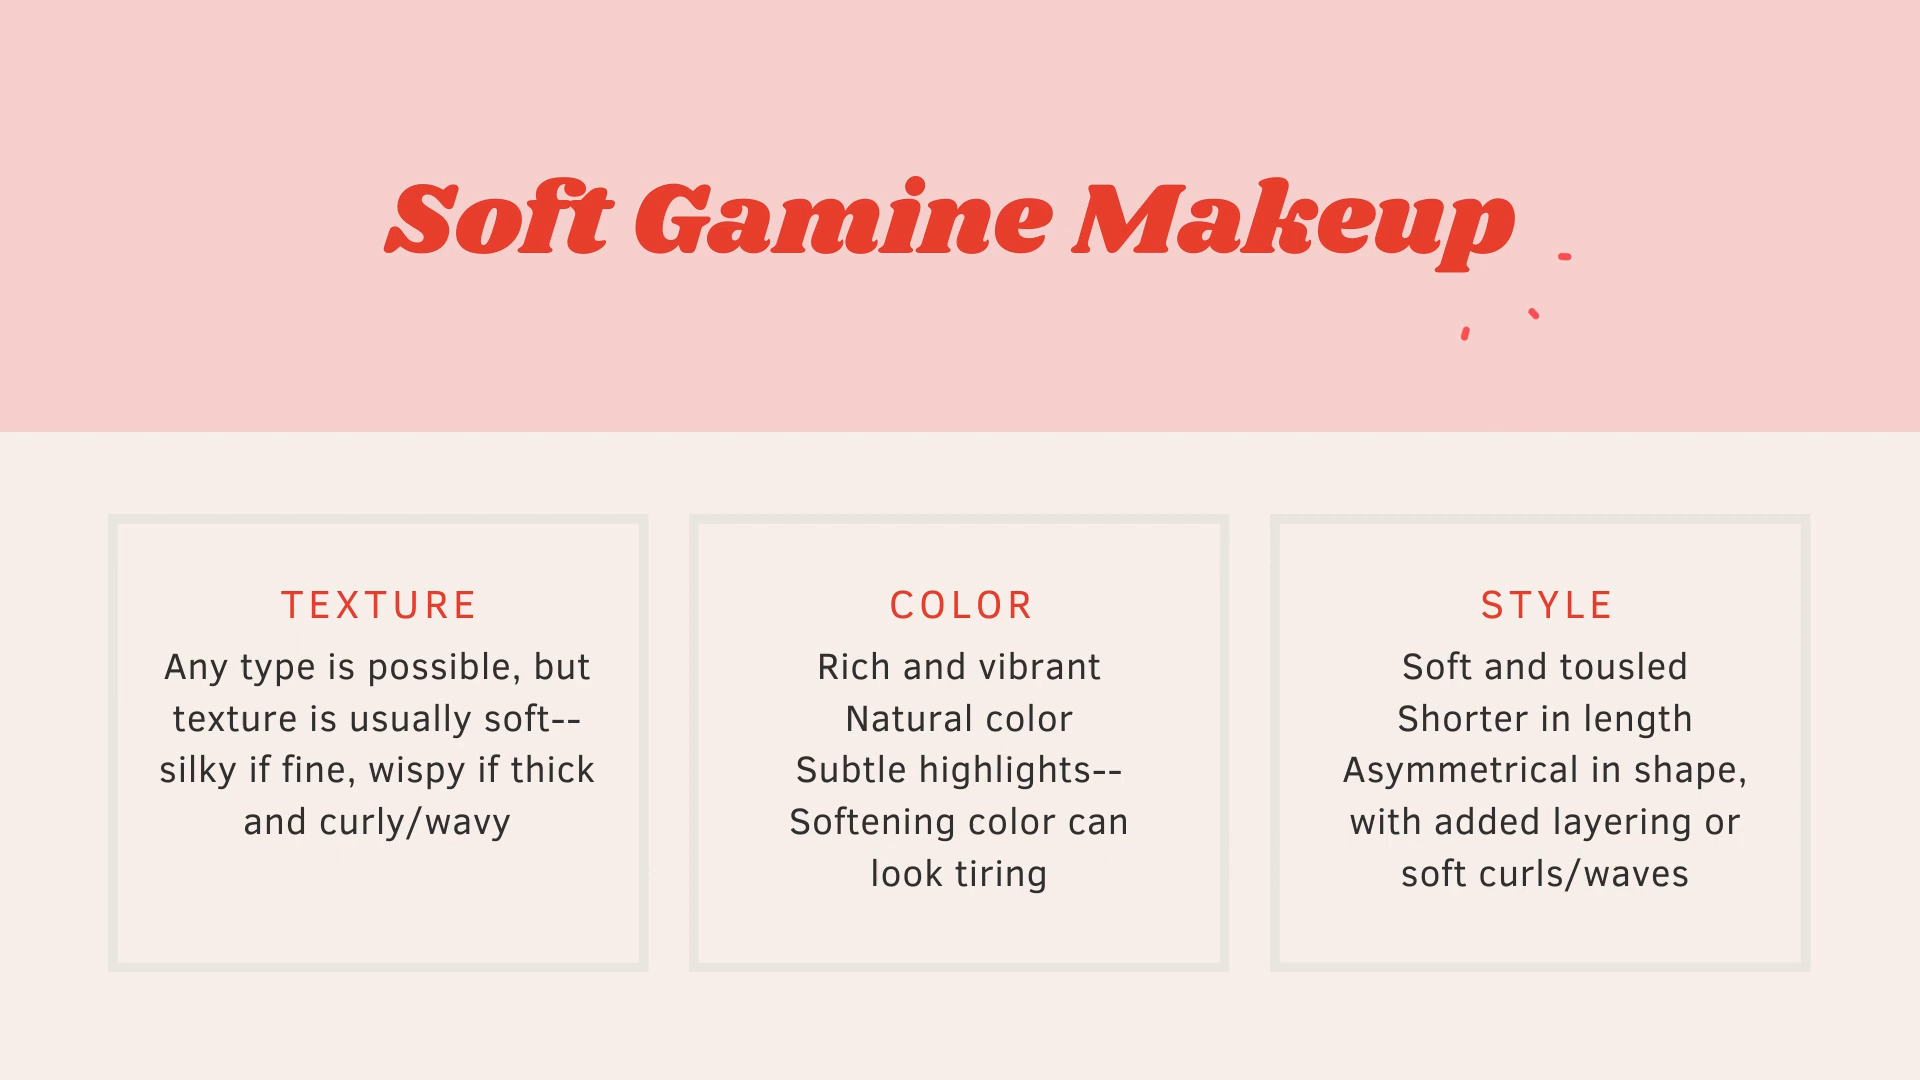 Soft Gamine Makeup
TEXTURE
Any type is possible, but
texture is usually soft--
silky if fine, wispy if thick
and curly/wavy
COLOR
Rich and vibrant
Natural color
Subtle highlights--
Softening color can
look tiring
STYLE
Soft and tousled
Shorter in length
Asymmetrical in shape,
with added layering or
soft curls/waves